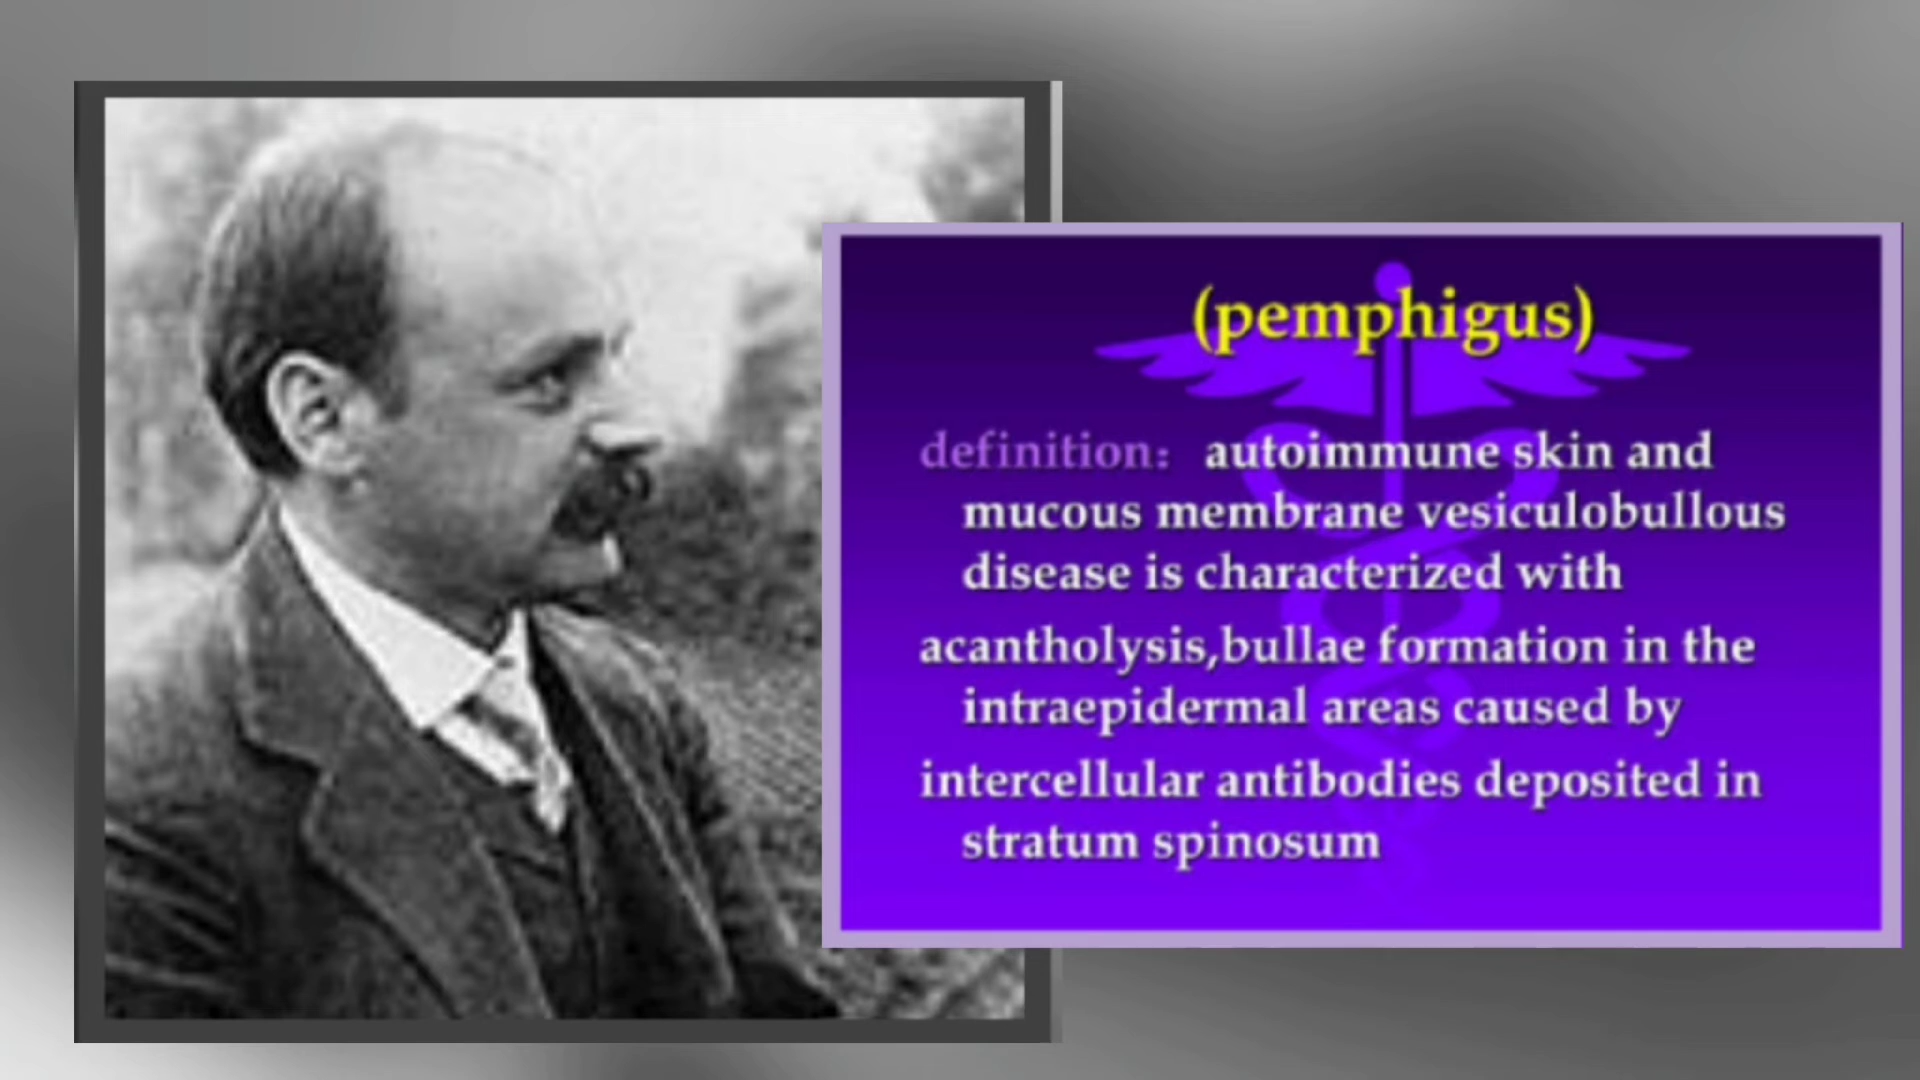 (pemphigus)
definition: autoimmune skin and
mucous membrane vesiculobullous
disease is characterized with
acantholysis,bullae formation in the
intraepidermal areas caused by
intercellular antibodies deposited in
stratum spinosum